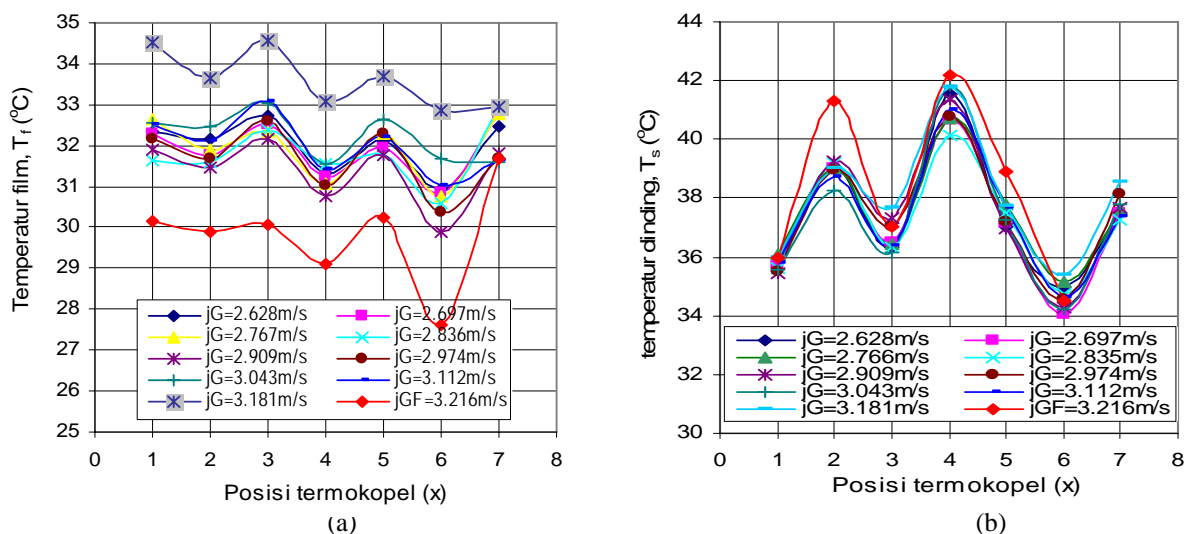 (a)
35
34
33
32
31
30
29
28
27
26
25
Temperatur film, Tf (°C)
jG=2.628m/s jG=2.697m/s
jG=2.767m/s jG=2.836m/s
jG=2.909m/s jG=2.974m/s
jG=3.043m/s jG=3.112m/s
jG=3.181m/s jGF=3.216m/s
0 1 2 3 4 5 6 7 8
Posisi termokopel (x)
(a)
(b)
44
42
40
38
36
34
32
30
temperatur dinding, Ts (°C)
jG=2.628m/s jG=2.697m/s
jG=2.766m/s jG=2.835m/s
jG=2.909m/s jG=2.974m/s
jG=3.043m/s jG=3.112m/s
jG=3.181m/s jGF=3.216m/s
0 1 2 3 4 5 6 7 8
Posisi termokopel (x)
(b)